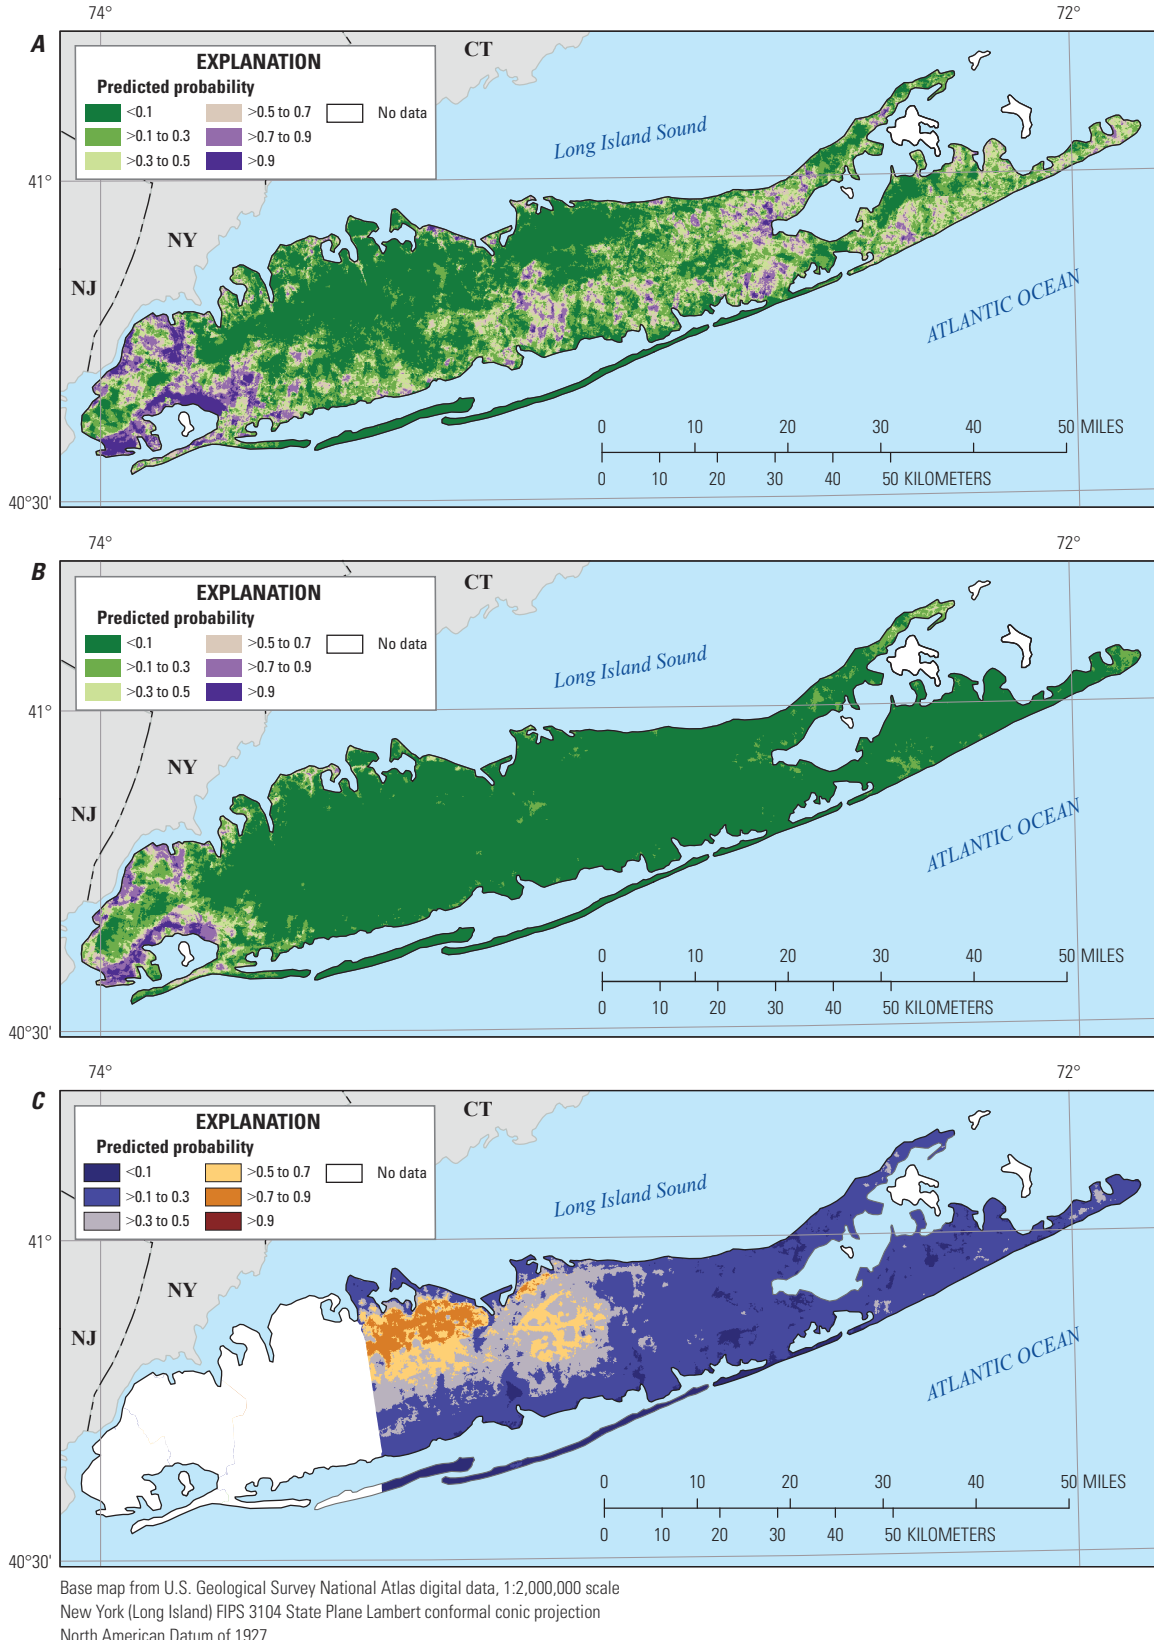 74°
72°
A
EXPLANATION
Predicted probability
<0.1
>0.5 to 0.7
No data
>0.1 to 0.3
>0.7 to 0.9
>0.3 to 0.5
>0.9
CT
Long Island Sound
41°
NY
NJ
ATLANTIC OCEAN
0 10 20 30 40 50 MILES
0 10 20 30 40 50 KILOMETERS
40°30'
74°
72°
B
EXPLANATION
Predicted probability
<0.1
>0.5 to 0.7
No data
>0.1 to 0.3
>0.7 to 0.9
>0.3 to 0.5
>0.9
CT
Long Island Sound
41°
NY
NJ
ATLANTIC OCEAN
0 10 20 30 40 50 MILES
0 10 20 30 40 50 KILOMETERS
40°30'
74°
72°
C
EXPLANATION
Predicted probability
<0.1
>0.5 to 0.7
No data
>0.1 to 0.3
>0.7 to 0.9
>0.3 to 0.5
>0.9
CT
Long Island Sound
41°
NY
NJ
ATLANTIC OCEAN
0 10 20 30 40 50 MILES
0 10 20 30 40 50 KILOMETERS
40°30'
Base map from U.S. Geological Survey National Atlas digital data, 1:2,000,000 scale
New York (Long Island) FIPS 3104 State Plane Lambert conformal conic projection
North American Datum of 1927